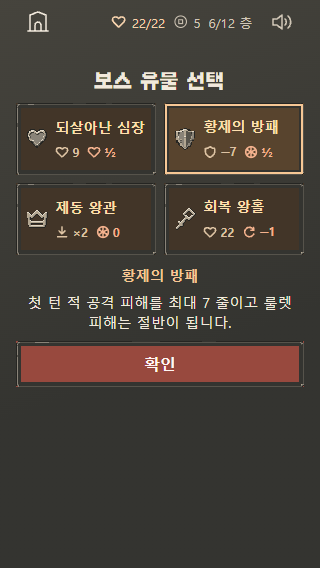 22/22 5 6/12 층
보스 유물 선택
되살아난 심장
9 ½
황제의 방패
−7 ½
제동 왕관
×2 0
회복 왕홀
22 −1
황제의 방패
첫 턴 적 공격 피해를 최대 7 줄이고 룰렛
피해는 절반이 됩니다.
확인